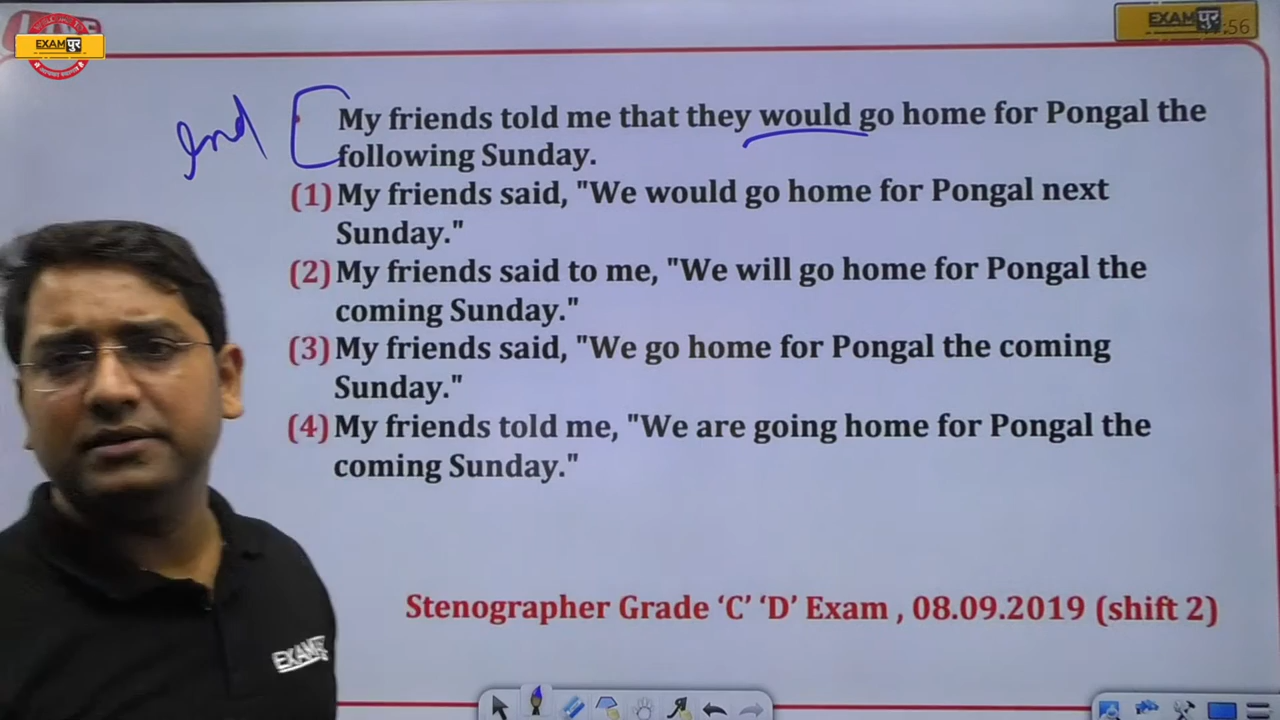 EXAMपुर
EXAMपुर
:56
Ind
My friends told me that they would go home for Pongal the
following Sunday.
(1) My friends said, "We would go home for Pongal next
Sunday."
(2) My friends said to me, "We will go home for Pongal the
coming Sunday."
(3) My friends said, "We go home for Pongal the coming
Sunday."
(4) My friends told me, "We are going home for Pongal the
coming Sunday."
Stenographer Grade ‘C’ ‘D’ Exam , 08.09.2019 (shift 2)
EXAMपुर